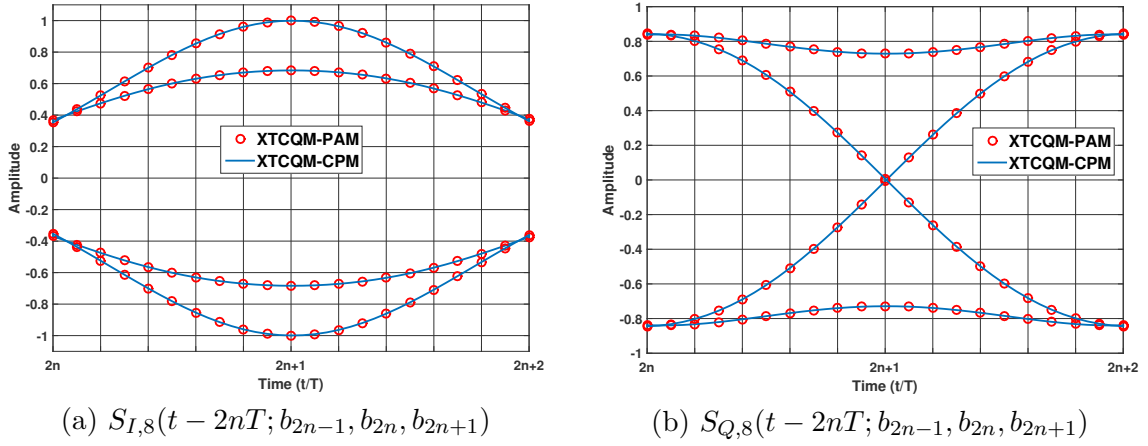 1
0.8
0.6
0.4
0.2
0
-0.2
-0.4
-0.6
-0.8
-1
Amplitude
XTCQM-PAM
XTCQM-CPM
2n
2n+1
2n+2
Time (t/T)
(a) S_{I,8}(t − 2nT; b_{2n−1}, b_{2n}, b_{2n+1})
1
0.8
0.6
0.4
0.2
0
-0.2
-0.4
-0.6
-0.8
-1
Amplitude
XTCQM-PAM
XTCQM-CPM
2n
2n+1
2n+2
Time (t/T)
(b) S_{Q,8}(t − 2nT; b_{2n−1}, b_{2n}, b_{2n+1})